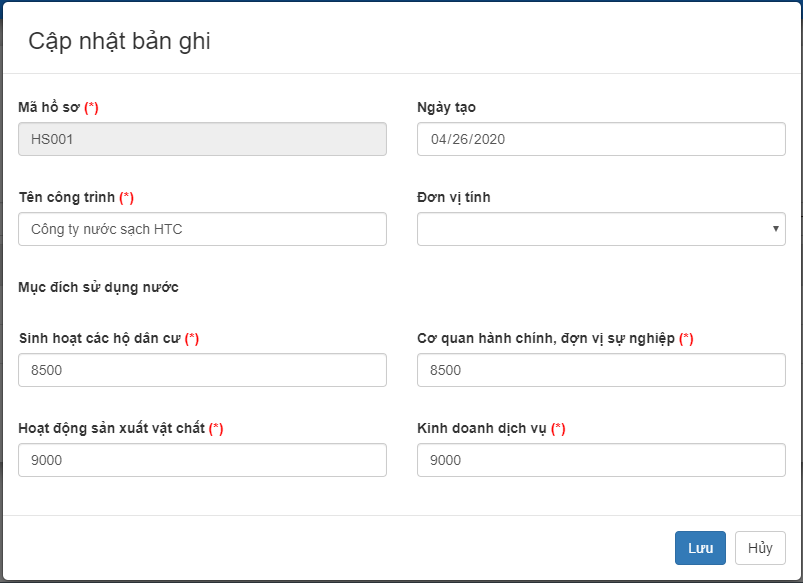 Cập nhật bản ghi
Mã hồ sơ (*)
Ngày tạo
HS001
04/26/2020
Tên công trình (*)
Đơn vị tính
Công ty nước sạch HTC
Mục đích sử dụng nước
Sinh hoạt các hộ dân cư (*)
Cơ quan hành chính, đợn vị sự nghiệp (*)
8500
8500
Hoạt động sản xuất vật chất (*)
Kinh doanh dịch vụ (*)
9000
9000
Lưu
Hủy